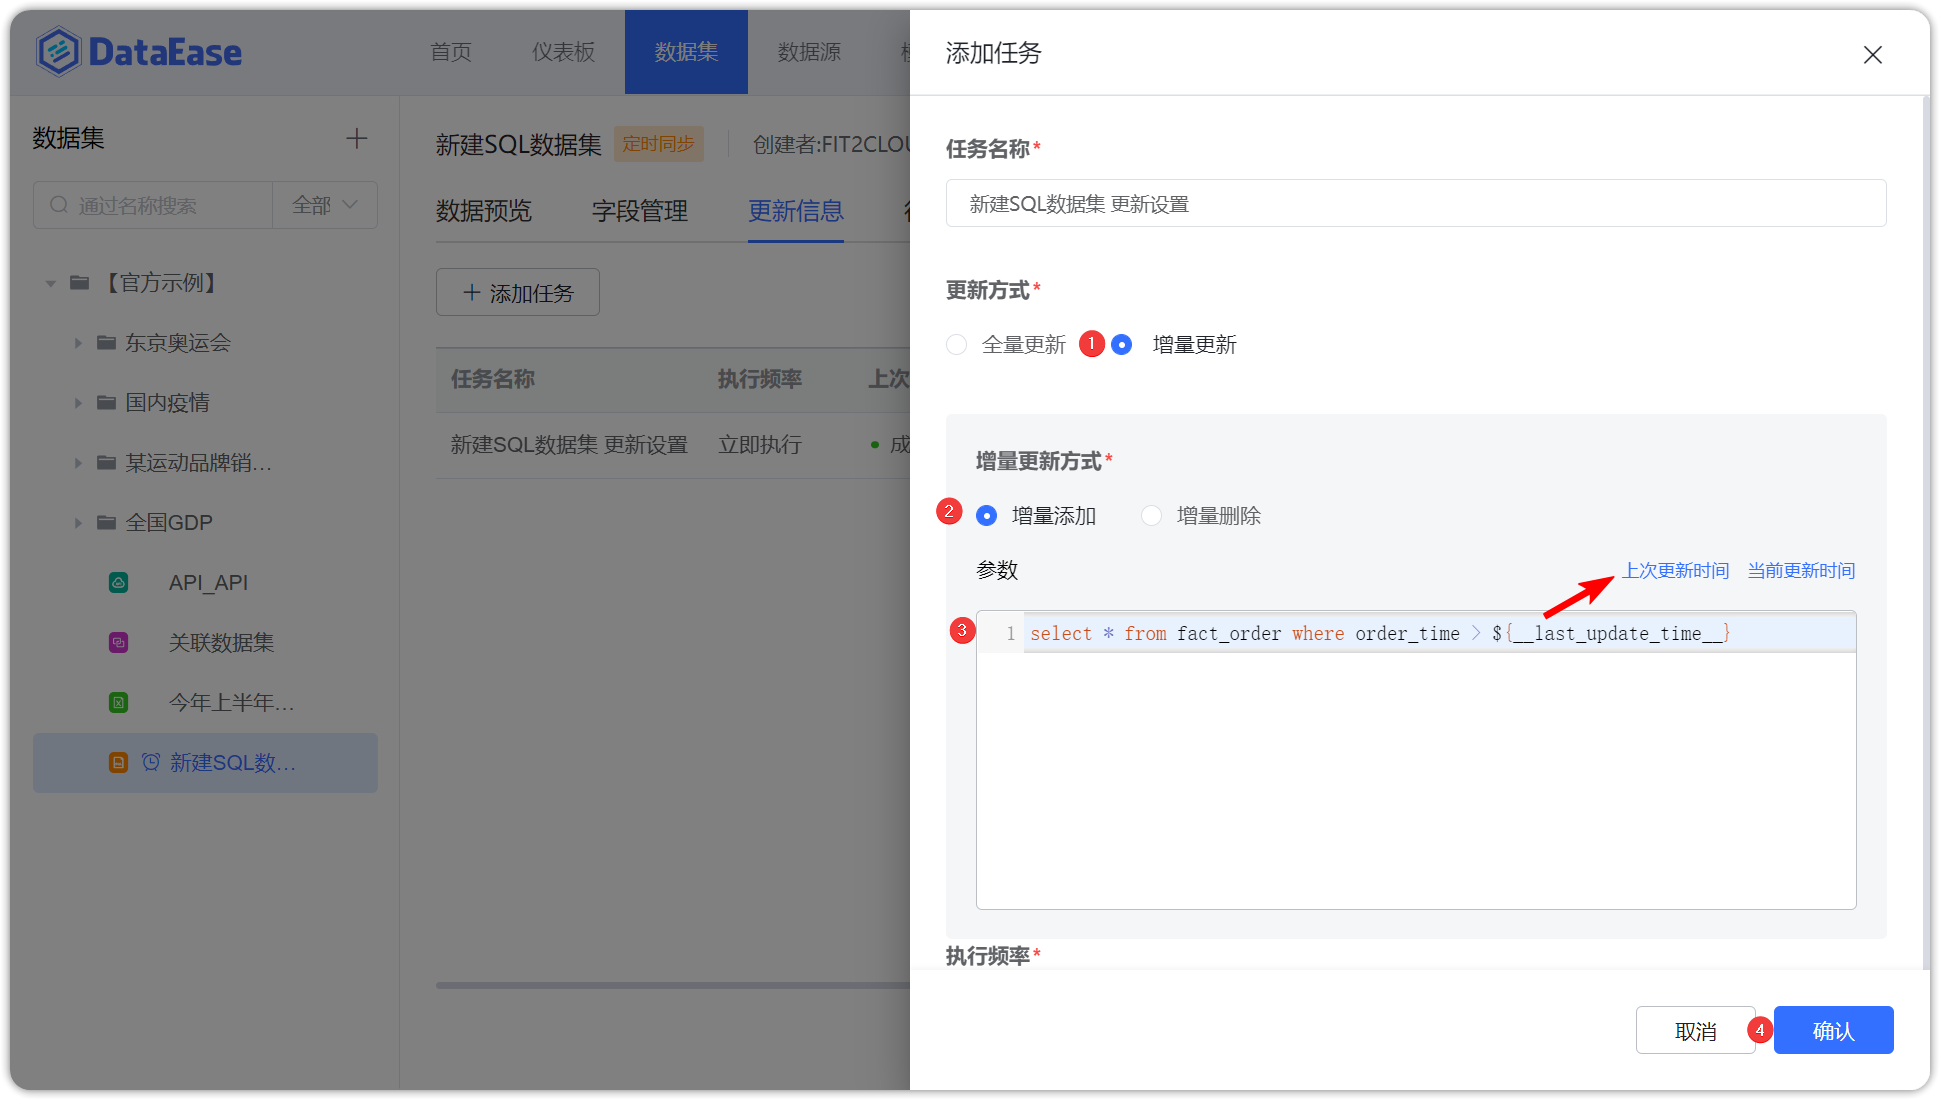 DataEase
首页
仪表板
数据集
数据源
数据集
通过名称搜索
全部
【官方示例】
东京奥运会
国内疫情
某运动品牌销...
全国GDP
API_API
关联数据集
今年上半年...
新建SQL数...
新建SQL数据集
定时同步
创建者:FIT2CLOU
数据预览
字段管理
更新信息
添加任务
任务名称
执行频率
上次
新建SQL数据集 更新设置
立即执行
成
添加任务
任务名称*
新建SQL数据集 更新设置
更新方式*
全量更新
1
增量更新
增量更新方式*
2
增量添加
增量删除
参数
上次更新时间
当前更新时间
3
1
select * from fact_order where order_time > ${__last_update_time__}
执行频率*
取消
4
确认